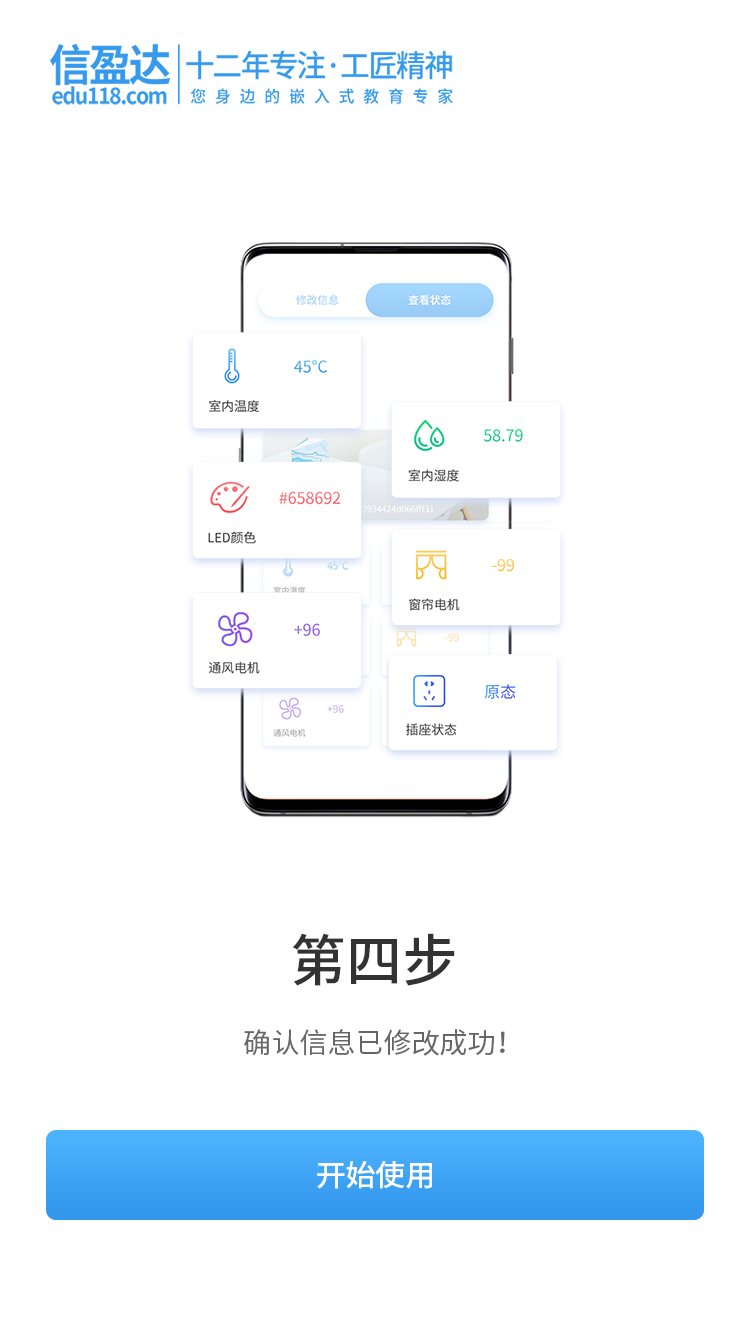 信盈达
edu118.com
十二年专注·工匠精神
您身边的嵌入式教育专家
修改信息
查看状态
45℃
室内温度
58.79
室内湿度
#658692
LED颜色
3934424d066fff31
-99
窗帘电机
45℃
室内温度
+96
通风电机
-99
原态
插座状态
+96
通风电机
第四步
确认信息已修改成功！
开始使用